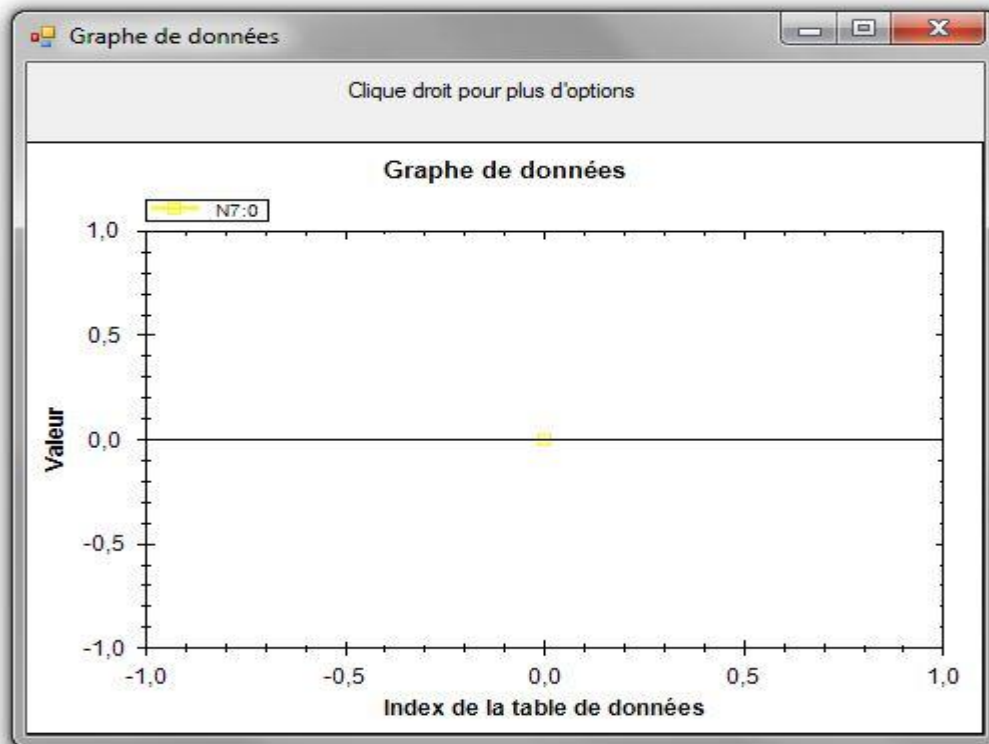 Graphe de données
Clique droit pour plus d'options
Graphe de données
N7:0
1,0
0,5
0,0
-0,5
-1,0
Valeur
-1,0 -0,5 0,0 0,5 1,0
Index de la table de données